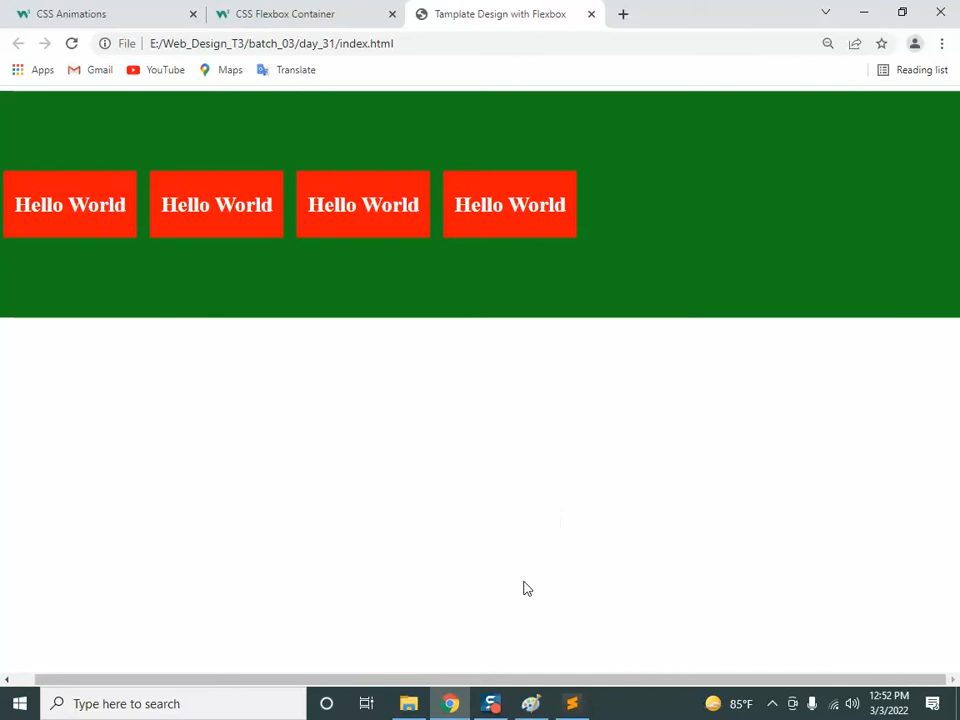 CSS Animations
CSS Flexbox Container
Tamplate Design with Flexbox
File
E:/Web_Design_T3/batch_03/day_31/index.html
Apps
Gmail
YouTube
Maps
Translate
Reading list
Hello World
Hello World
Hello World
Hello World
Type here to search
85°F
12:52 PM
3/3/2022